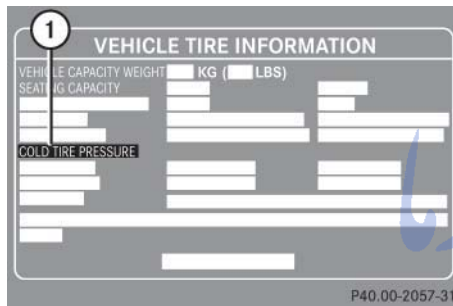 1
VEHICLE TIRE INFORMATION
VEHICLE CAPACITY WEIGHT KG ( LBS)
SEATING CAPACITY
COLD TIRE PRESSURE
P40.00-2057-31